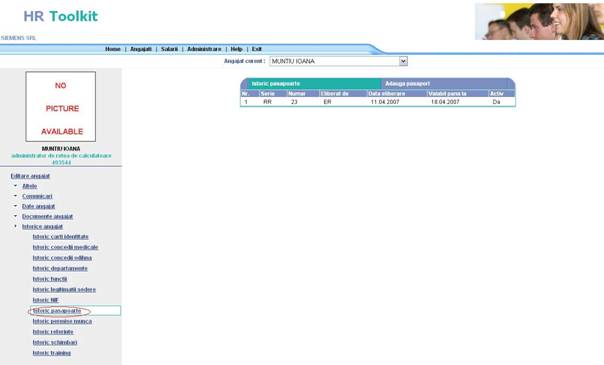 HR Toolkit
SIEMENS SRL
Home | Angajati | Salarii | Administrare | Help | Exit
Angajat curent : MUNTIU IOANA
NO
PICTURE
AVAILABLE
MUNTIU IOANA
administrator de retea de calculatoare
493544
Istoric pasapoarte Adauga pasaport
Nr. Serie Numar Eliberat de Data eliberare Valabil pana la Activ
1 RR 23 ER 11.04.2007 18.04.2007 Da
Editare angajat
Altele
Comunicari
Date angajat
Documente angajat
Istorice angajat
Istoric carti identitate
Istoric concedii medicale
Istoric concedii odihna
Istoric departamente
Istoric functii
Istoric legitimatii sedere
Istoric NIF
Istoric pasapoarte
Istoric permise munca
Istoric referinte
Istoric schimbari
Istoric training